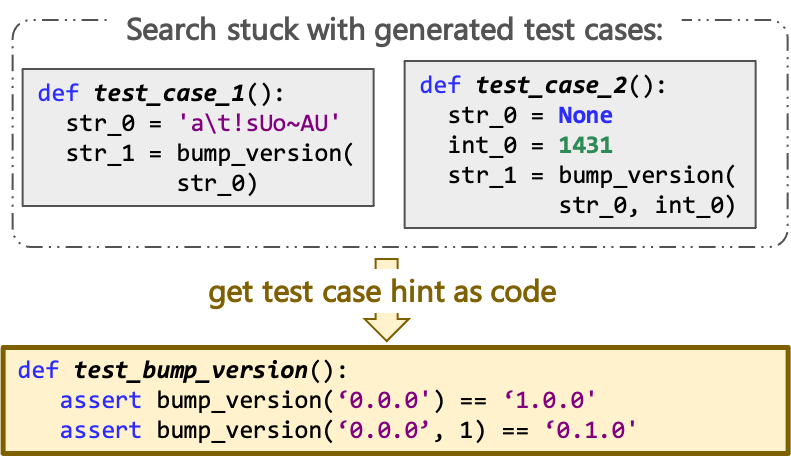 Search stuck with generated test cases:
def test_case_1():
str_0 = 'a\t!sUo~AU'
str_1 = bump_version(
str_0)
def test_case_2():
str_0 = None
int_0 = 1431
str_1 = bump_version(
str_0, int_0)
get test case hint as code
def test_bump_version():
assert bump_version(‘0.0.0') == ‘1.0.0'
assert bump_version(‘0.0.0’, 1) == ‘0.1.0'